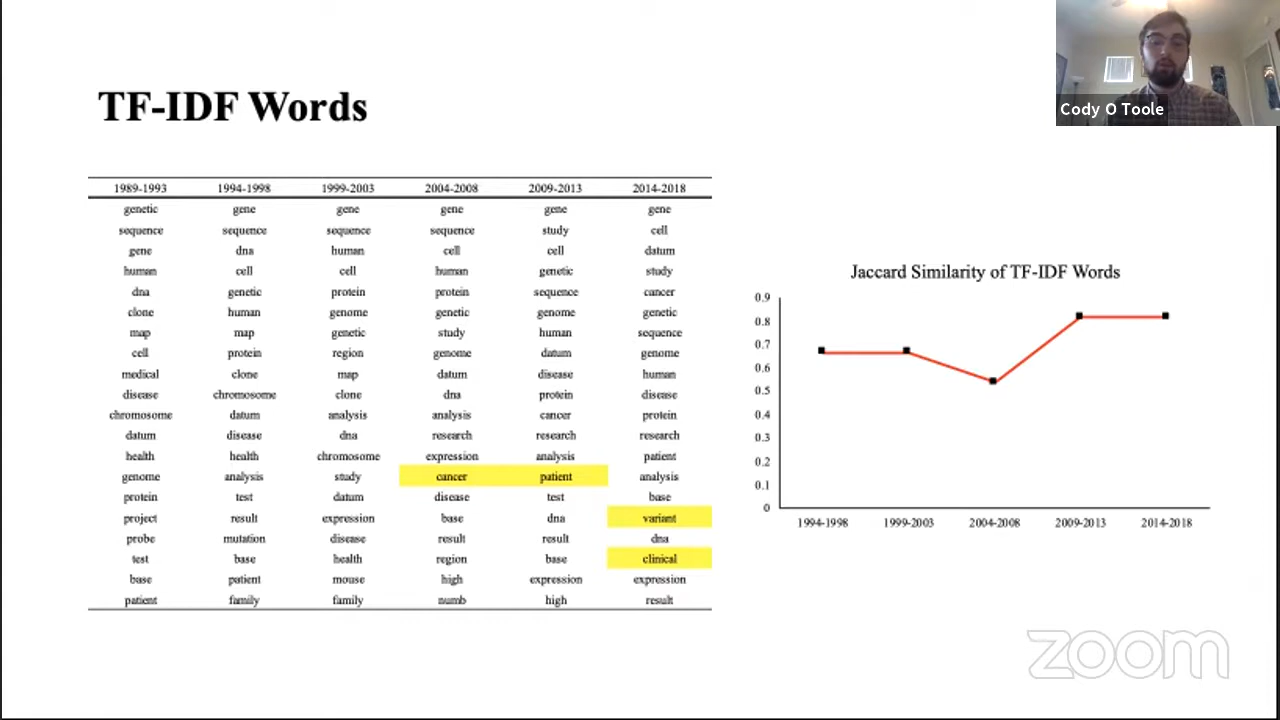 Cody O Toole
TF-IDF Words
1989-1993 1994-1998 1999-2003 2004-2008 2009-2013 2014-2018
genetic gene gene gene gene gene
sequence sequence sequence sequence study cell
gene dna human cell cell datum
human cell cell human genetic study
dna genetic protein protein sequence cancer
clone human genome genetic genome genetic
map map genetic study human sequence
cell protein region genome datum genome
medical clone map datum disease human
disease chromosome clone dna protein disease
chromosome datum analysis analysis cancer protein
datum disease dna research research research
health health chromosome expression analysis patient
genome analysis study cancer patient analysis
protein test datum disease test base
project result expression base dna variant
probe mutation disease result result dna
test base health region base clinical
base patient mouse high expression expression
patient family family numb high result
Jaccard Similarity of TF-IDF Words
0.9
0.8
0.7
0.6
0.5
0.4
0.3
0.2
0.1
0
1994-1998 1999-2003 2004-2008 2009-2013 2014-2018
zoom